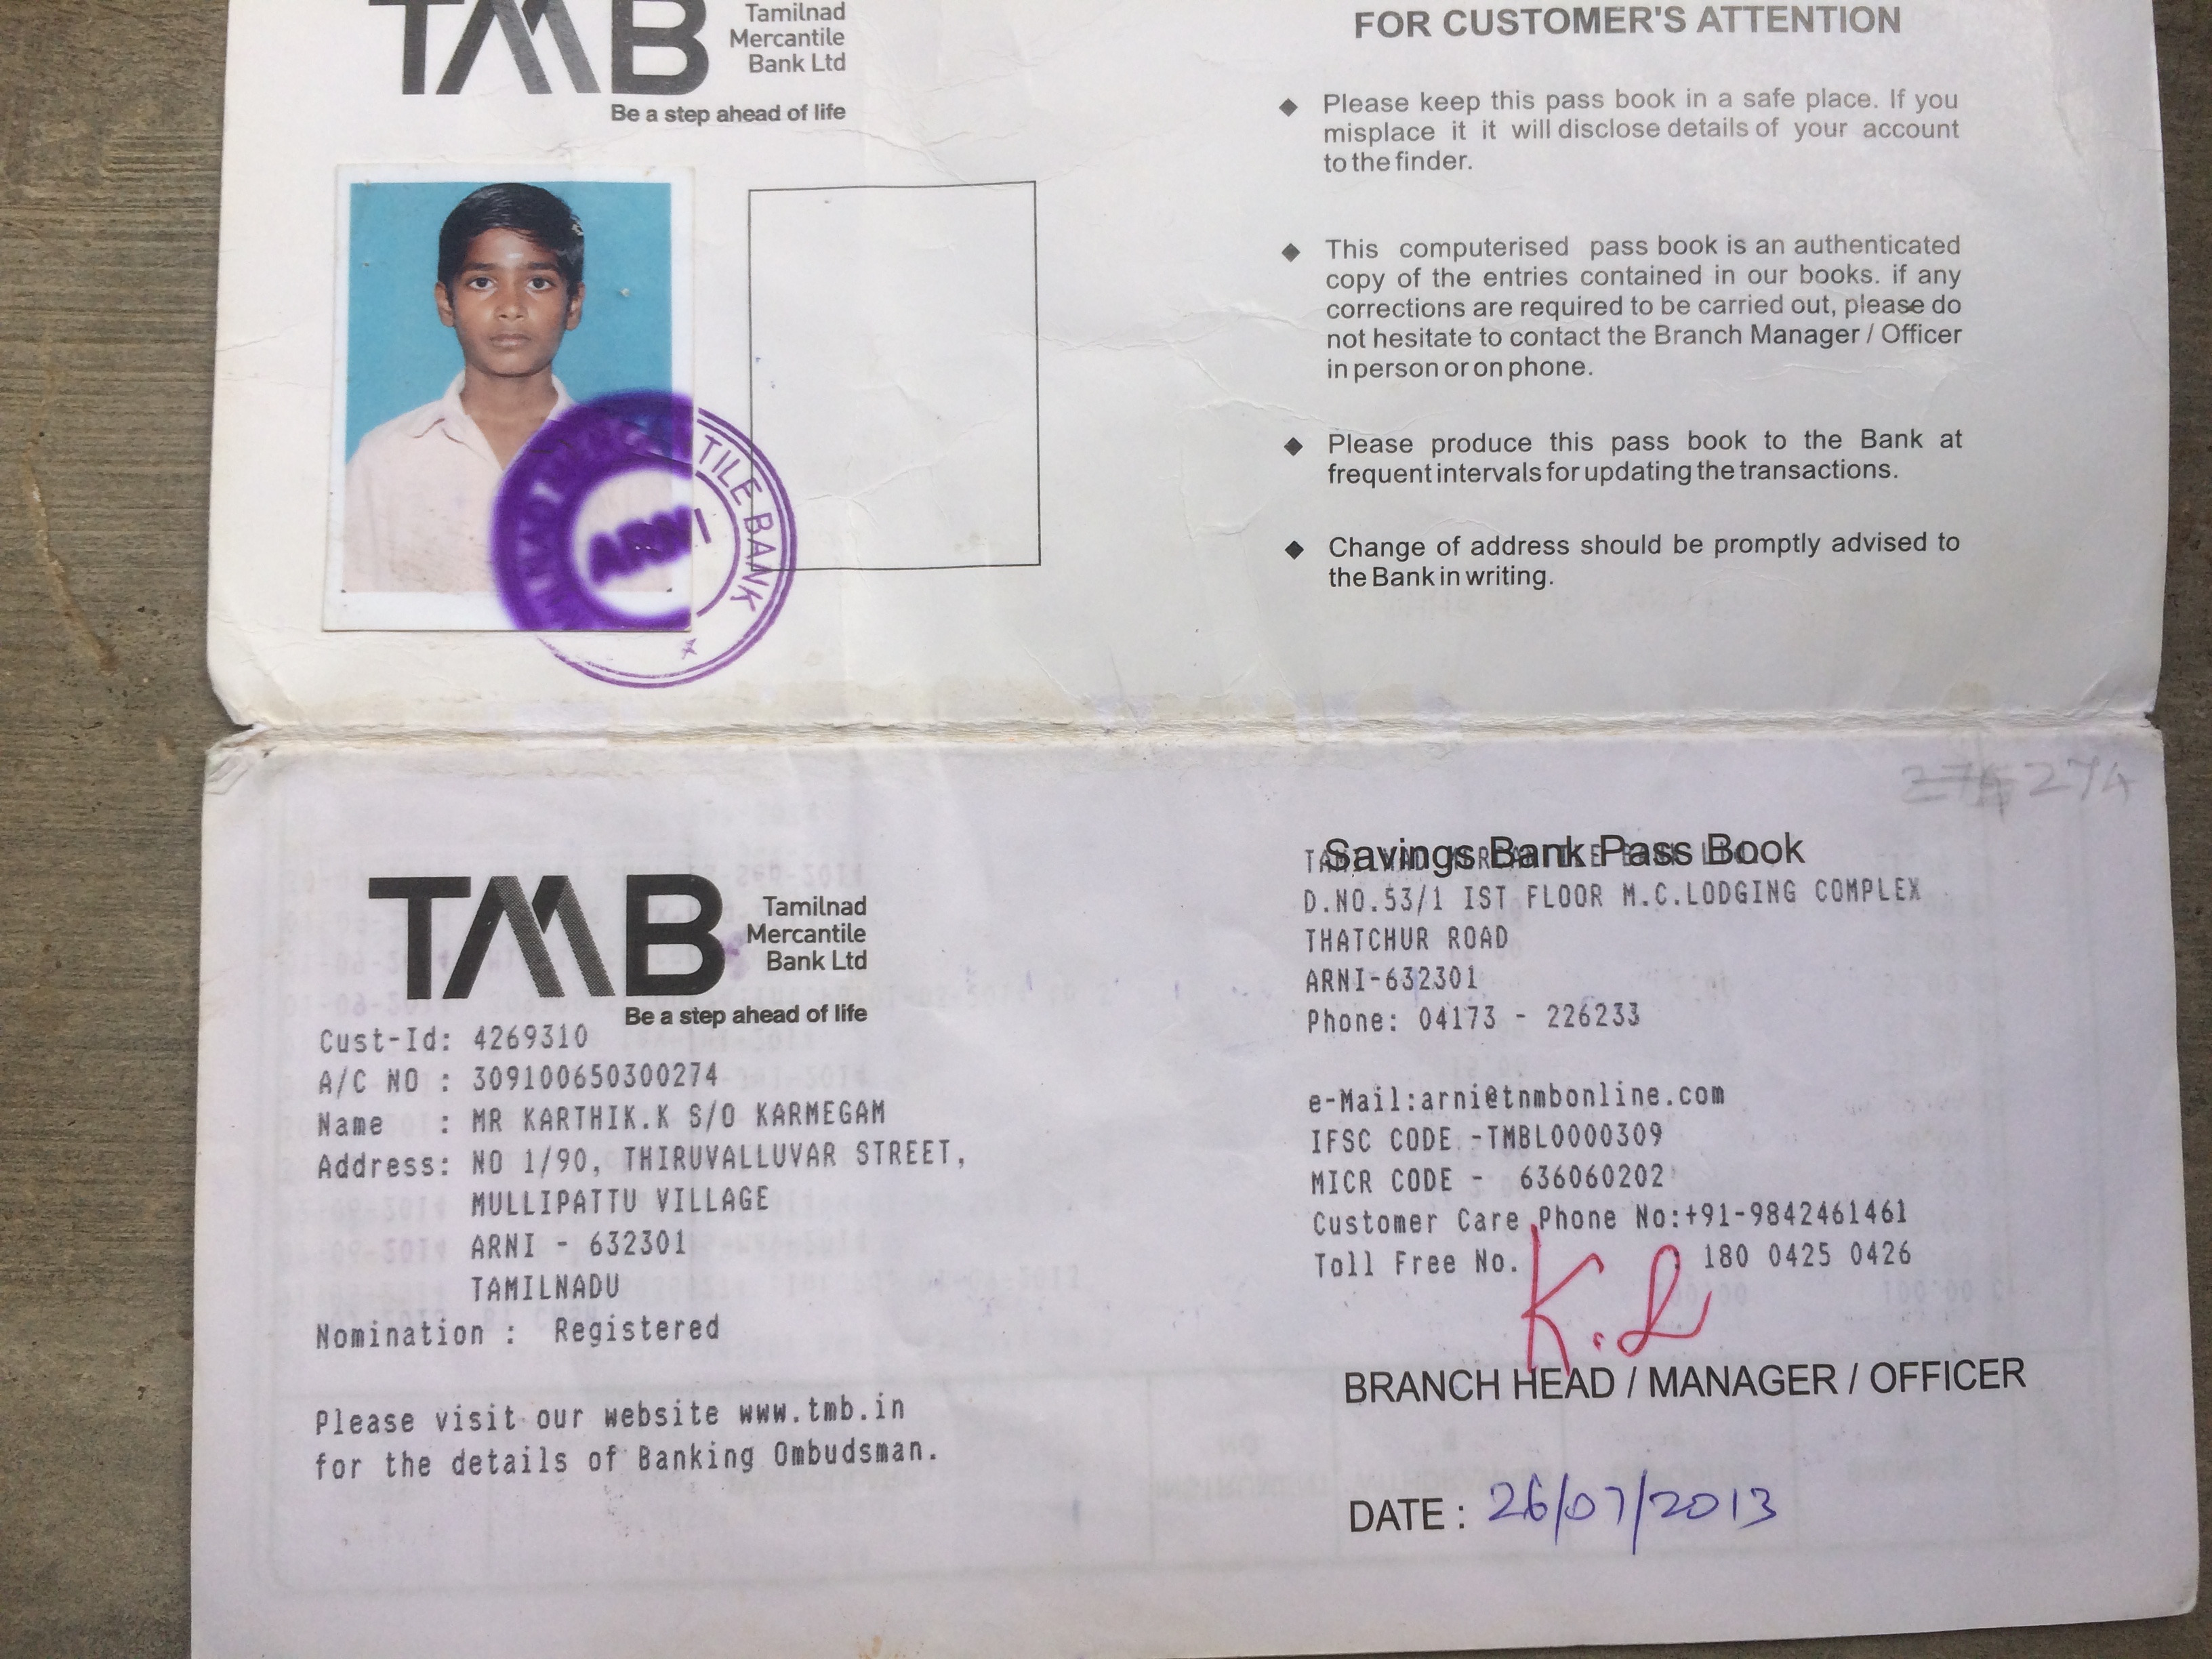 TMB
Tamilnad
Mercantile
Bank Ltd
Be a step ahead of life
ARNI
TILE BANK
FOR CUSTOMER'S ATTENTION
◆ Please keep this pass book in a safe place. If you
misplace it it will disclose details of your account
to the finder.
◆ This computerised pass book is an authenticated
copy of the entries contained in our books. if any
corrections are required to be carried out, please do
not hesitate to contact the Branch Manager / Officer
in person or on phone.
◆ Please produce this pass book to the Bank at
frequent intervals for updating the transactions.
◆ Change of address should be promptly advised to
the Bank in writing.
TMB
Tamilnad
Mercantile
Bank Ltd
Be a step ahead of life
Cust-Id: 4269310
A/C NO : 309100650300274
Name : MR KARTHIK.K S/O KARMEGAM
Address: NO 1/90, THIRUVALLUVAR STREET,
MULLIPATTU VILLAGE
ARNI - 632301
TAMILNADU
Nomination : Registered
Please visit our website www.tmb.in
for the details of Banking Ombudsman.
274
Savings Bank Pass Book
D.NO.53/1 IST FLOOR M.C.LODGING COMPLEX
THATCHUR ROAD
ARNI-632301
Phone: 04173 - 226233
e-Mail:arni@tnmbonline.com
IFSC CODE -TMBL0000309
MICR CODE - 636060202
Customer Care Phone No:+91-9842461461
Toll Free No. : 180 0425 0426
BRANCH HEAD / MANAGER / OFFICER
DATE : 26/07/2013